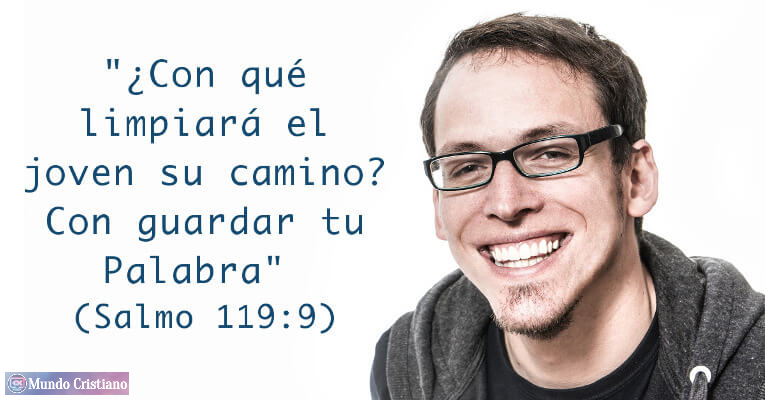 "¿Con qué
limpiará el
joven su camino?
Con guardar tu
Palabra"
(Salmo 119:9)
Mundo Cristiano